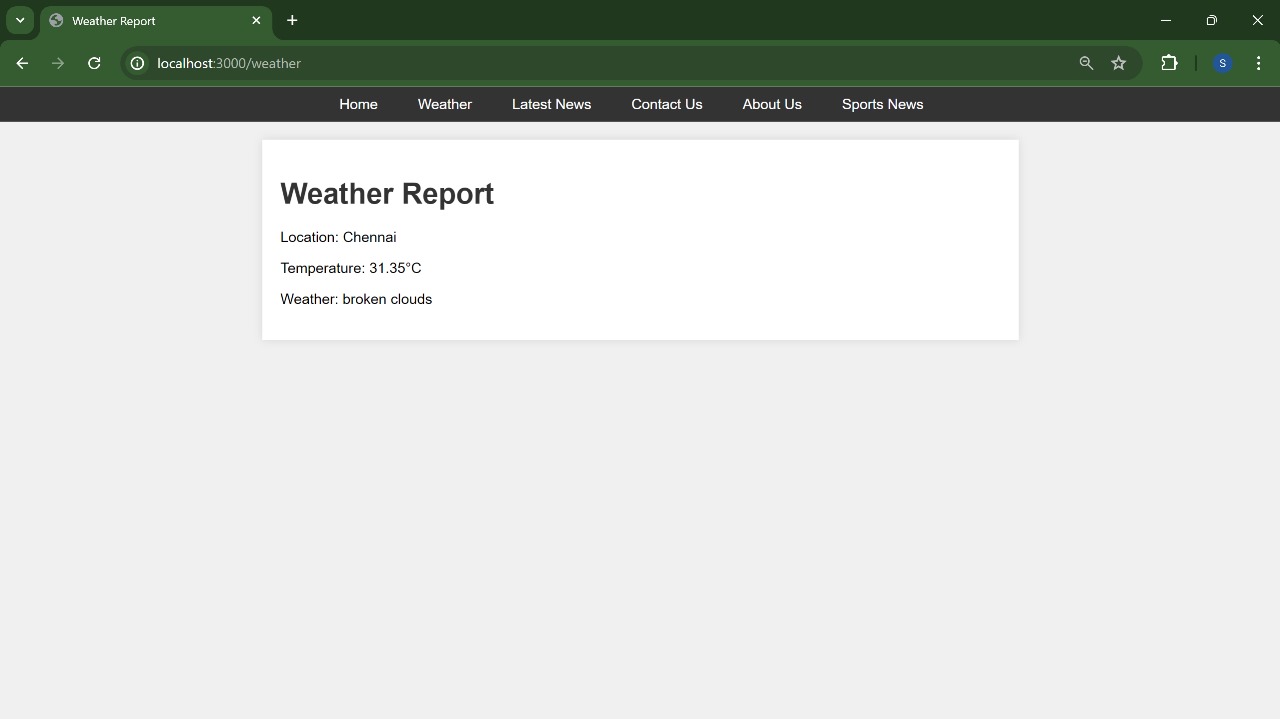 Weather Report
localhost:3000/weather
S
Home Weather Latest News Contact Us About Us Sports News
Weather Report
Location: Chennai
Temperature: 31.35°C
Weather: broken clouds